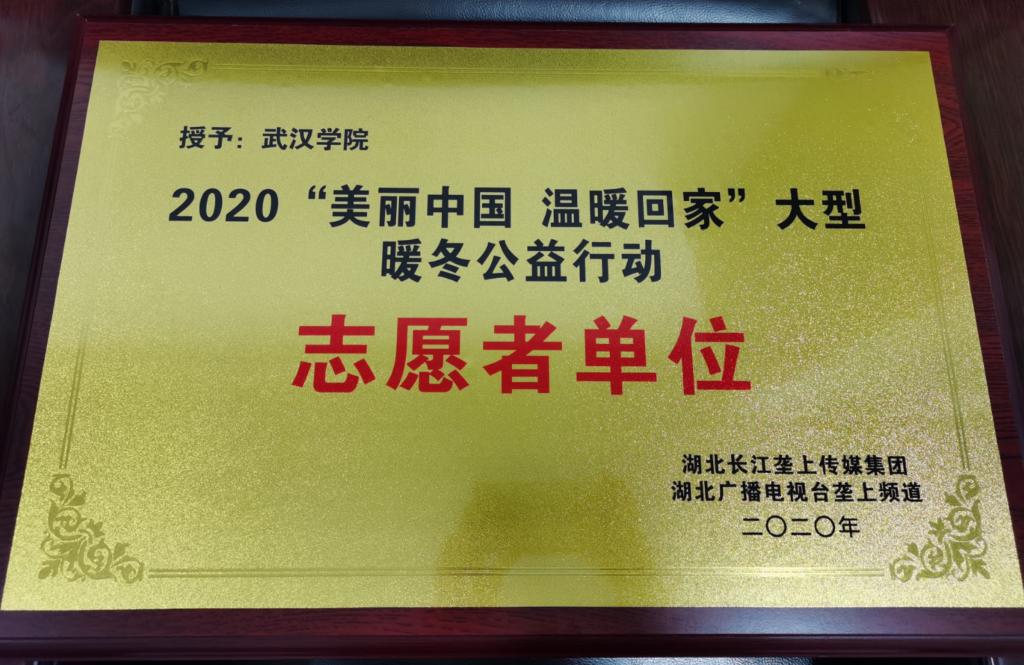 授予：武汉学院
2020“美丽中国 温暖回家”大型
暖冬公益行动
志愿者单位
湖北长江垄上传媒集团
湖北广播电视台垄上频道
二〇二〇年